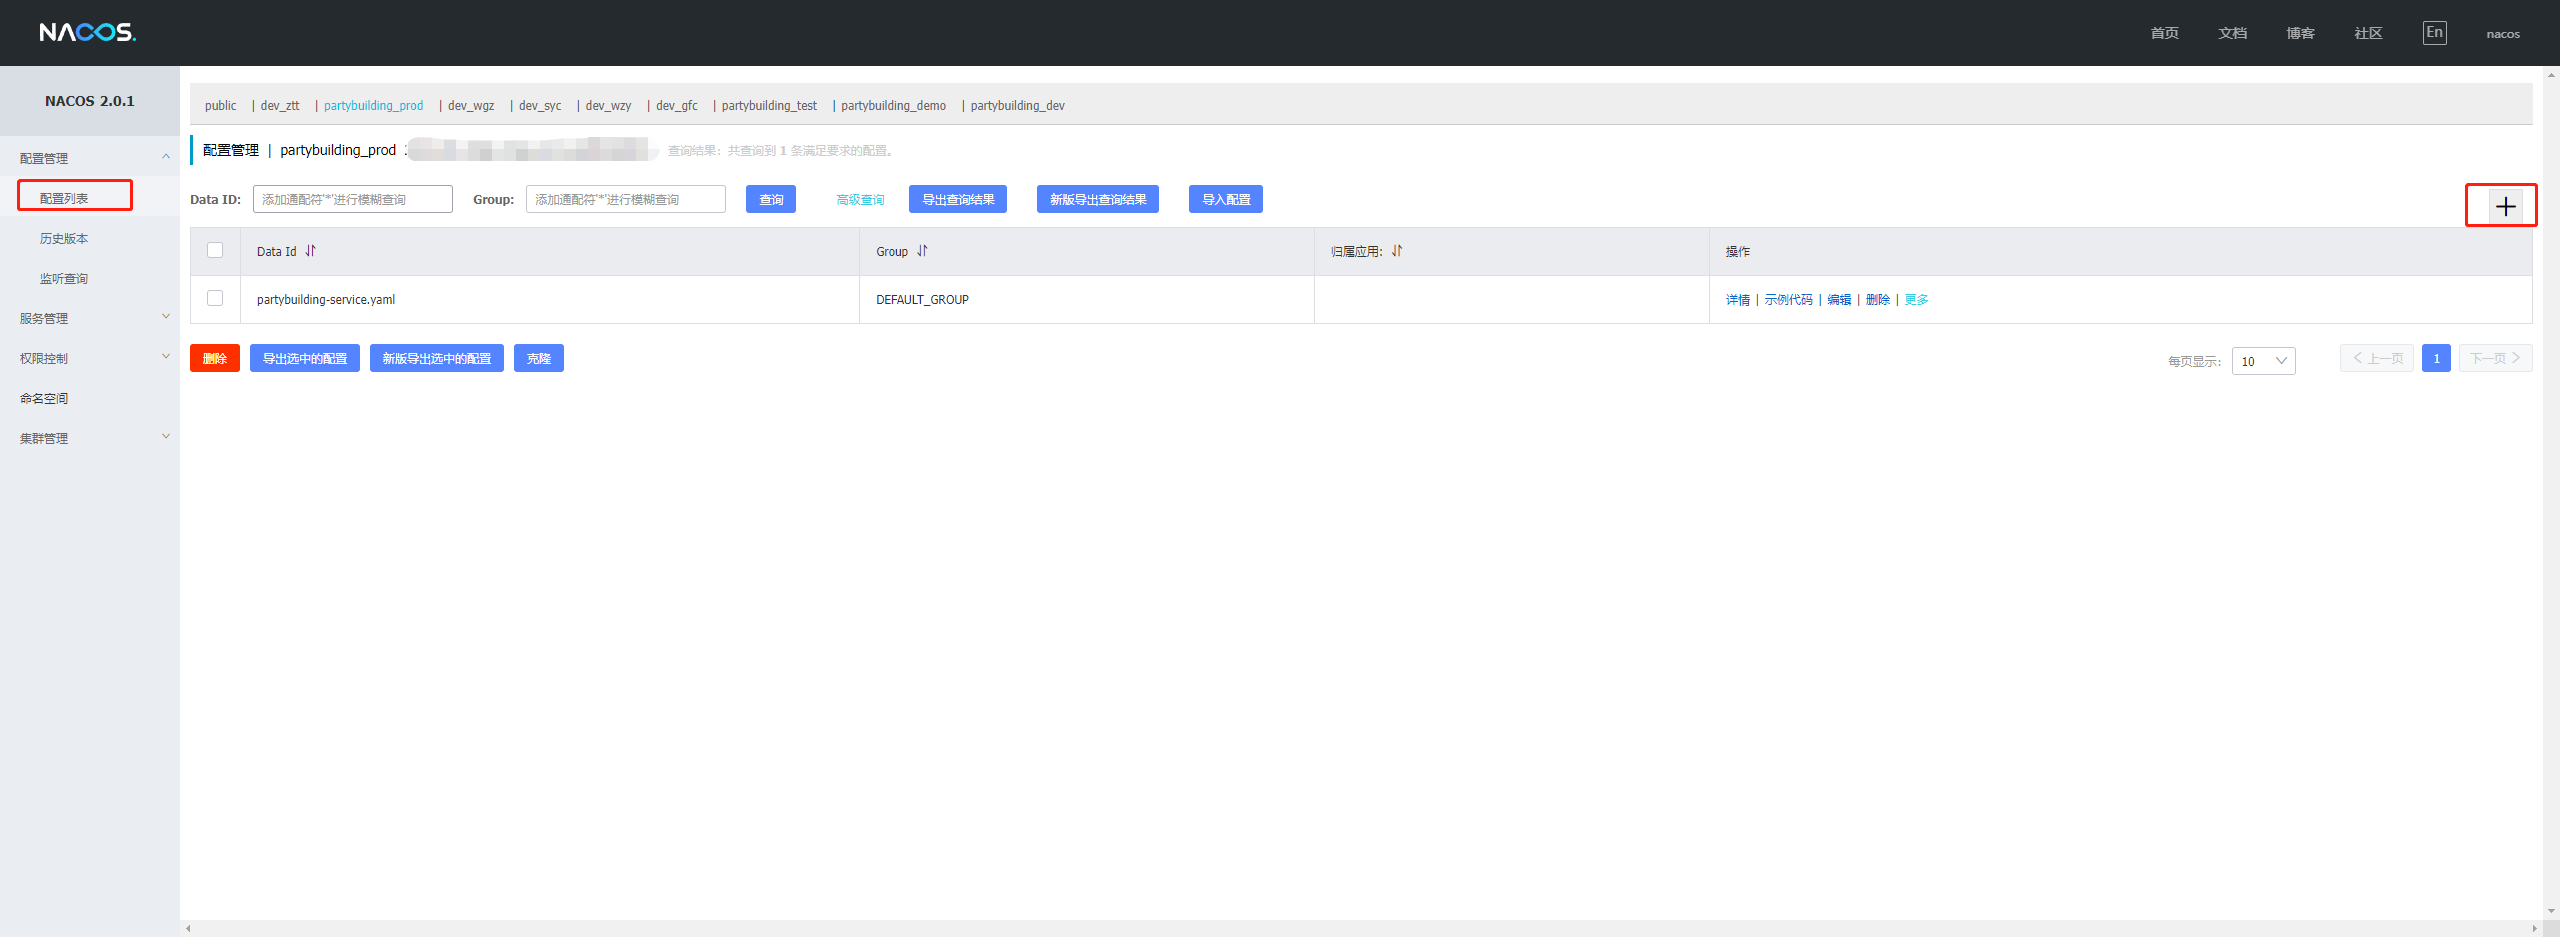 NACOS.
首页 文档 博客 社区 En nacos
NACOS 2.0.1
配置管理
配置列表
历史版本
监听查询
服务管理
权限控制
命名空间
集群管理
public | dev_ztt | partybuilding_prod | dev_wgz | dev_syc | dev_wzy | dev_gfc | partybuilding_test | partybuilding_demo | partybuilding_dev
配置管理 | partybuilding_prod 查询结果：共查询到 1 条满足要求的配置。
Data ID: 添加通配符'*'进行模糊查询 Group: 添加通配符'*'进行模糊查询 查询 高级查询 导出查询结果 新版导出查询结果 导入配置
Data Id Group 归属应用: 操作
partybuilding-service.yaml DEFAULT_GROUP 详情 | 示例代码 | 编辑 | 删除 | 更多
删除 导出选中的配置 新版导出选中的配置 克隆 每页显示: 10 上一页 1 下一页